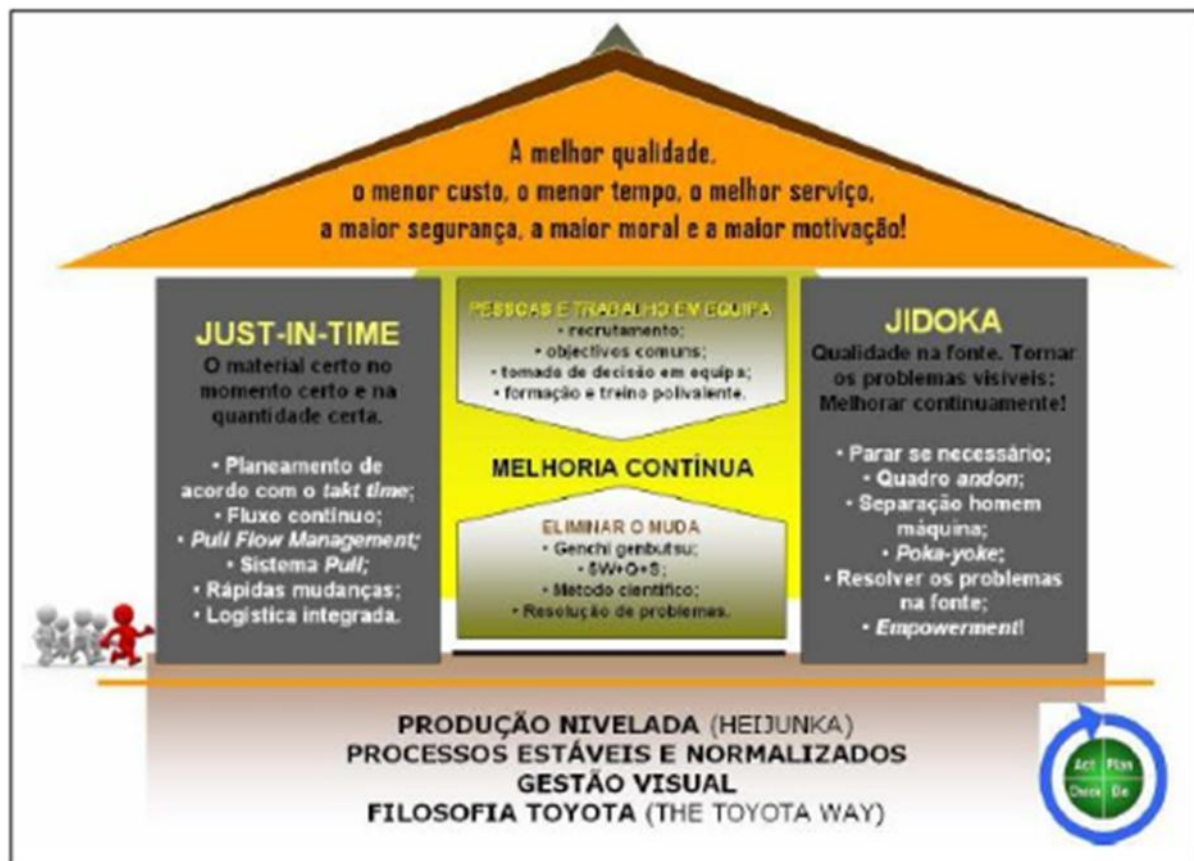 A melhor qualidade,
o menor custo, o menor tempo, o melhor serviço,
a maior segurança, a maior moral e a maior motivação!
JUST-IN-TIME
O material certo no
momento certo e na
quantidade certa.
• Planeamento de
acordo com o takt time;
• Fluxo contínuo;
• Pull Flow Management;
• Sistema Pull;
• Rápidas mudanças;
• Logística integrada.
PESSOAS E TRABALHO EM EQUIPA
• recrutamento;
• objectivos comuns;
• tomada de decisão em equipa;
• formação e treino polivalente.
MELHORIA CONTÍNUA
ELIMINAR O MUDA
• Genchi genbutsu;
• 5W+Q+S;
• Método científico;
• Resolução de problemas.
JIDOKA
Qualidade na fonte. Tornar
os problemas visíveis;
Melhorar continuamente!
• Parar se necessário;
• Quadro andon;
• Separação homem
máquina;
• Poka-yoke;
• Resolver os problemas
na fonte;
• Empowerment!
PRODUÇÃO NIVELADA (HEIJUNKA)
PROCESSOS ESTÁVEIS E NORMALIZADOS
GESTÃO VISUAL
FILOSOFIA TOYOTA (THE TOYOTA WAY)
Act Plan
Check Do